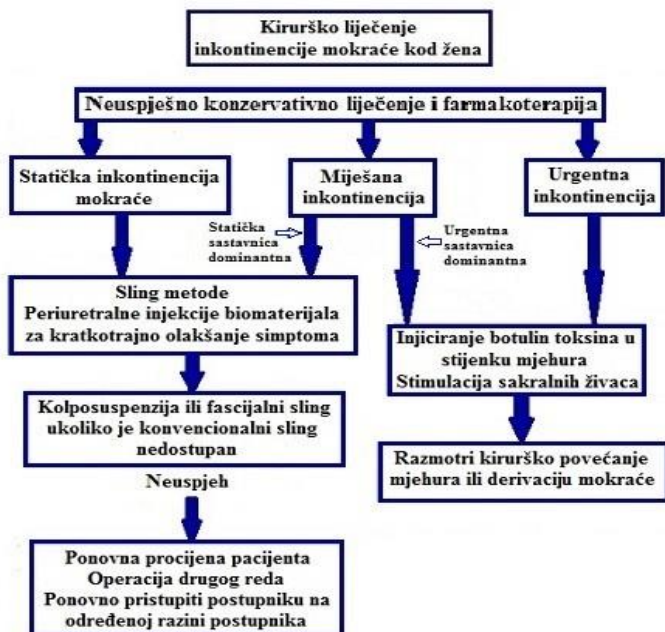 Kirurško liječenje
inkontinencije mokraće kod žena
Neuspješno konzervativno liječenje i farmakoterapija
Statička inkontinencija
mokraće
Miješana
inkontinencija
Urgentna
inkontinencija
Statička
sastavnica
dominantna
Urgentna
sastavnica
dominantna
Sling metode
Periuretralne injekcije biomaterijala
za kratkotrajno olakšanje simptoma
Injiciranje botulin toksina u
stijenku mjehura
Stimulacija sakralnih živaca
Kolposuspenzija ili fascijalni sling
ukoliko je konvencionalni sling
nedostupan
Razmotri kirurško povećanje
mjehura ili derivaciju mokraće
Neuspjeh
Ponovna procijena pacijenta
Operacija drugog reda
Ponovno pristupiti postupniku na
određenoj razini postupnika